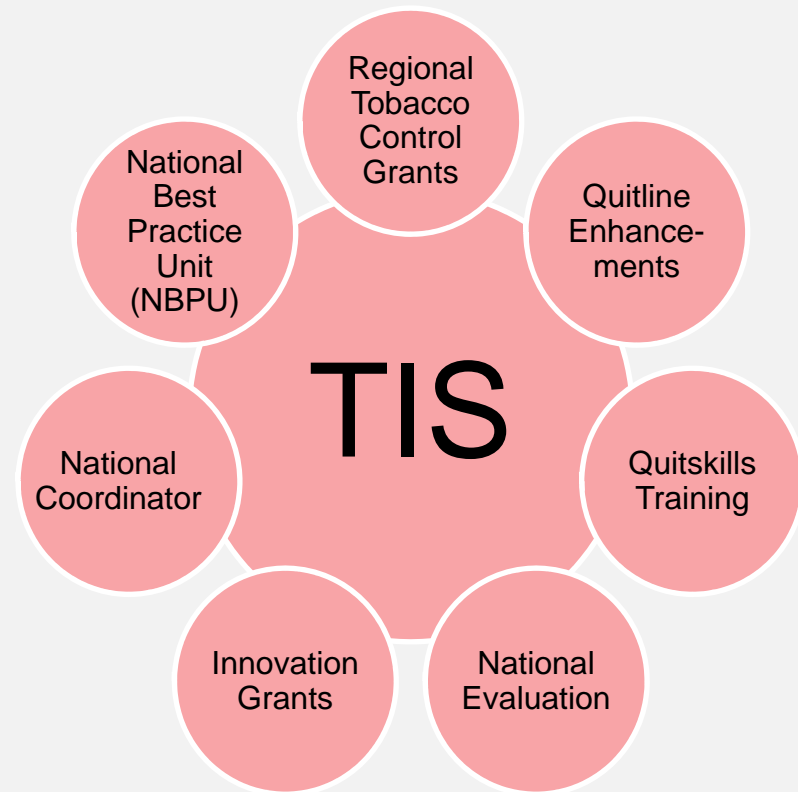 Regional
Tobacco
Control
Grants
Quitline
Enhance-
ments
Quitskills
Training
National
Evaluation
Innovation
Grants
National
Coordinator
National
Best
Practice
Unit
(NBPU)
TIS